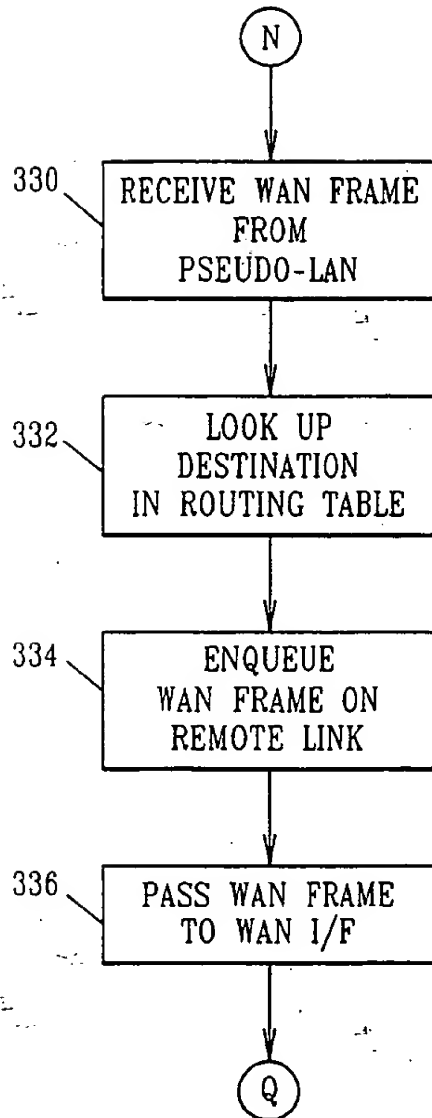 N
330
RECEIVE WAN FRAME
FROM
PSEUDO-LAN
332
LOOK UP
DESTINATION
IN ROUTING TABLE
334
ENQUEUE
WAN FRAME ON
REMOTE LINK
336
PASS WAN FRAME
TO WAN I/F
Q